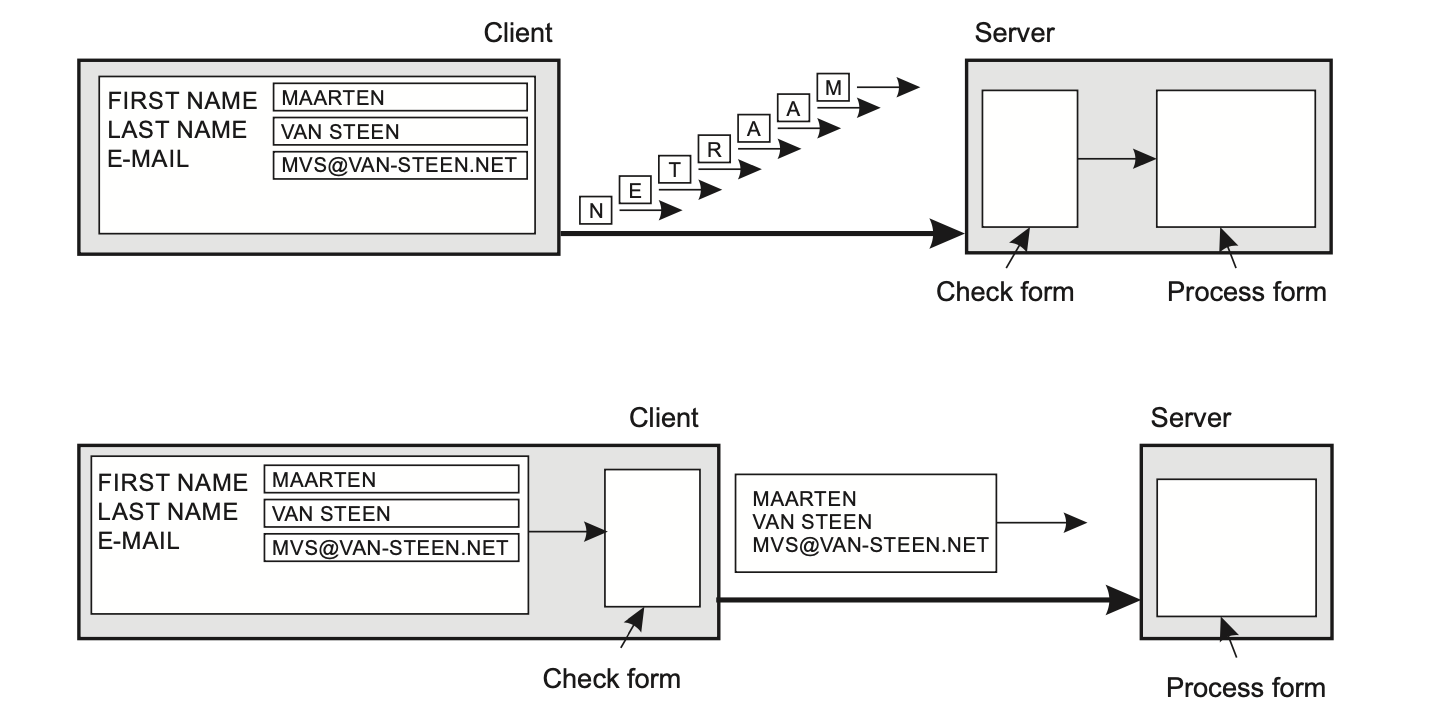 Client
Server
FIRST NAME MAARTEN
LAST NAME VAN STEEN
E-MAIL MVS@VAN-STEEN.NET
M
A
A
R
T
E
N
Check form
Process form
Client
Server
FIRST NAME MAARTEN
LAST NAME VAN STEEN
E-MAIL MVS@VAN-STEEN.NET
MAARTEN
VAN STEEN
MVS@VAN-STEEN.NET
Check form
Process form